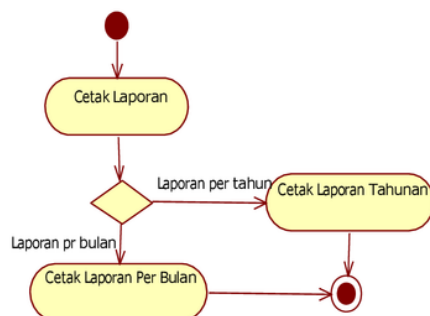 Cetak Laporan
Laporan per tahun
Cetak Laporan Tahunan
Laporan pr bulan
Cetak Laporan Per Bulan